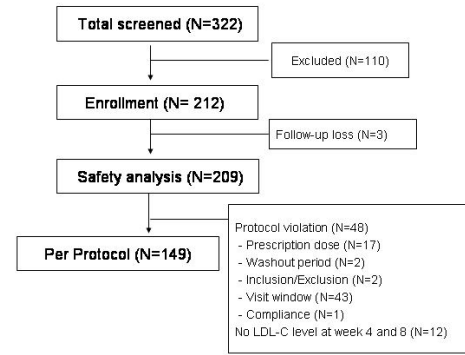 Total screened (N=322)
Excluded (N=110)
Enrollment (N= 212)
Follow-up loss (N=3)
Safety analysis (N=209)
Protocol violation (N=48)
- Prescription dose (N=17)
- Washout period (N=2)
- Inclusion/Exclusion (N=2)
- Visit window (N=43)
- Compliance (N=1)
No LDL-C level at week 4 and 8 (N=12)
Per Protocol (N=149)